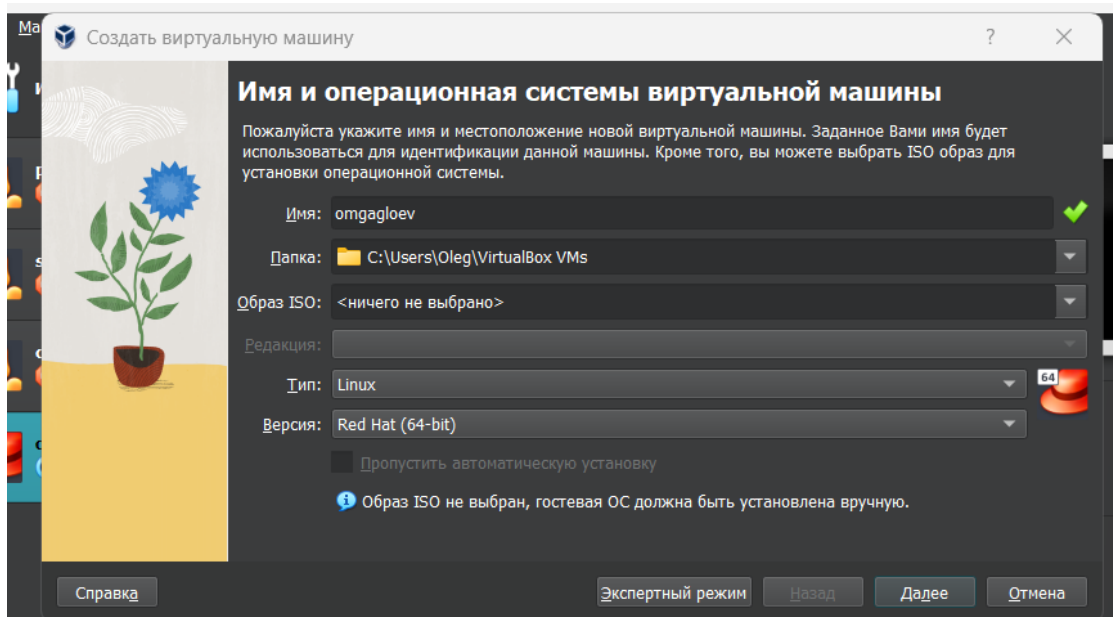 Ма
Создать виртуальную машину ?
Имя и операционная системы виртуальной машины
Пожалуйста укажите имя и местоположение новой виртуальной машины. Заданное Вами имя будет
использоваться для идентификации данной машины. Кроме того, вы можете выбрать ISO образ для
установки операционной системы.
Имя: omgagloev
Папка: C:\Users\Oleg\VirtualBox VMs
Образ ISO: <ничего не выбрано>
Редакция:
Тип: Linux
64
Версия: Red Hat (64-bit)
Пропустить автоматическую установку
Образ ISO не выбран, гостевая ОС должна быть установлена вручную.
Справка Экспертный режим Назад Далее Отмена